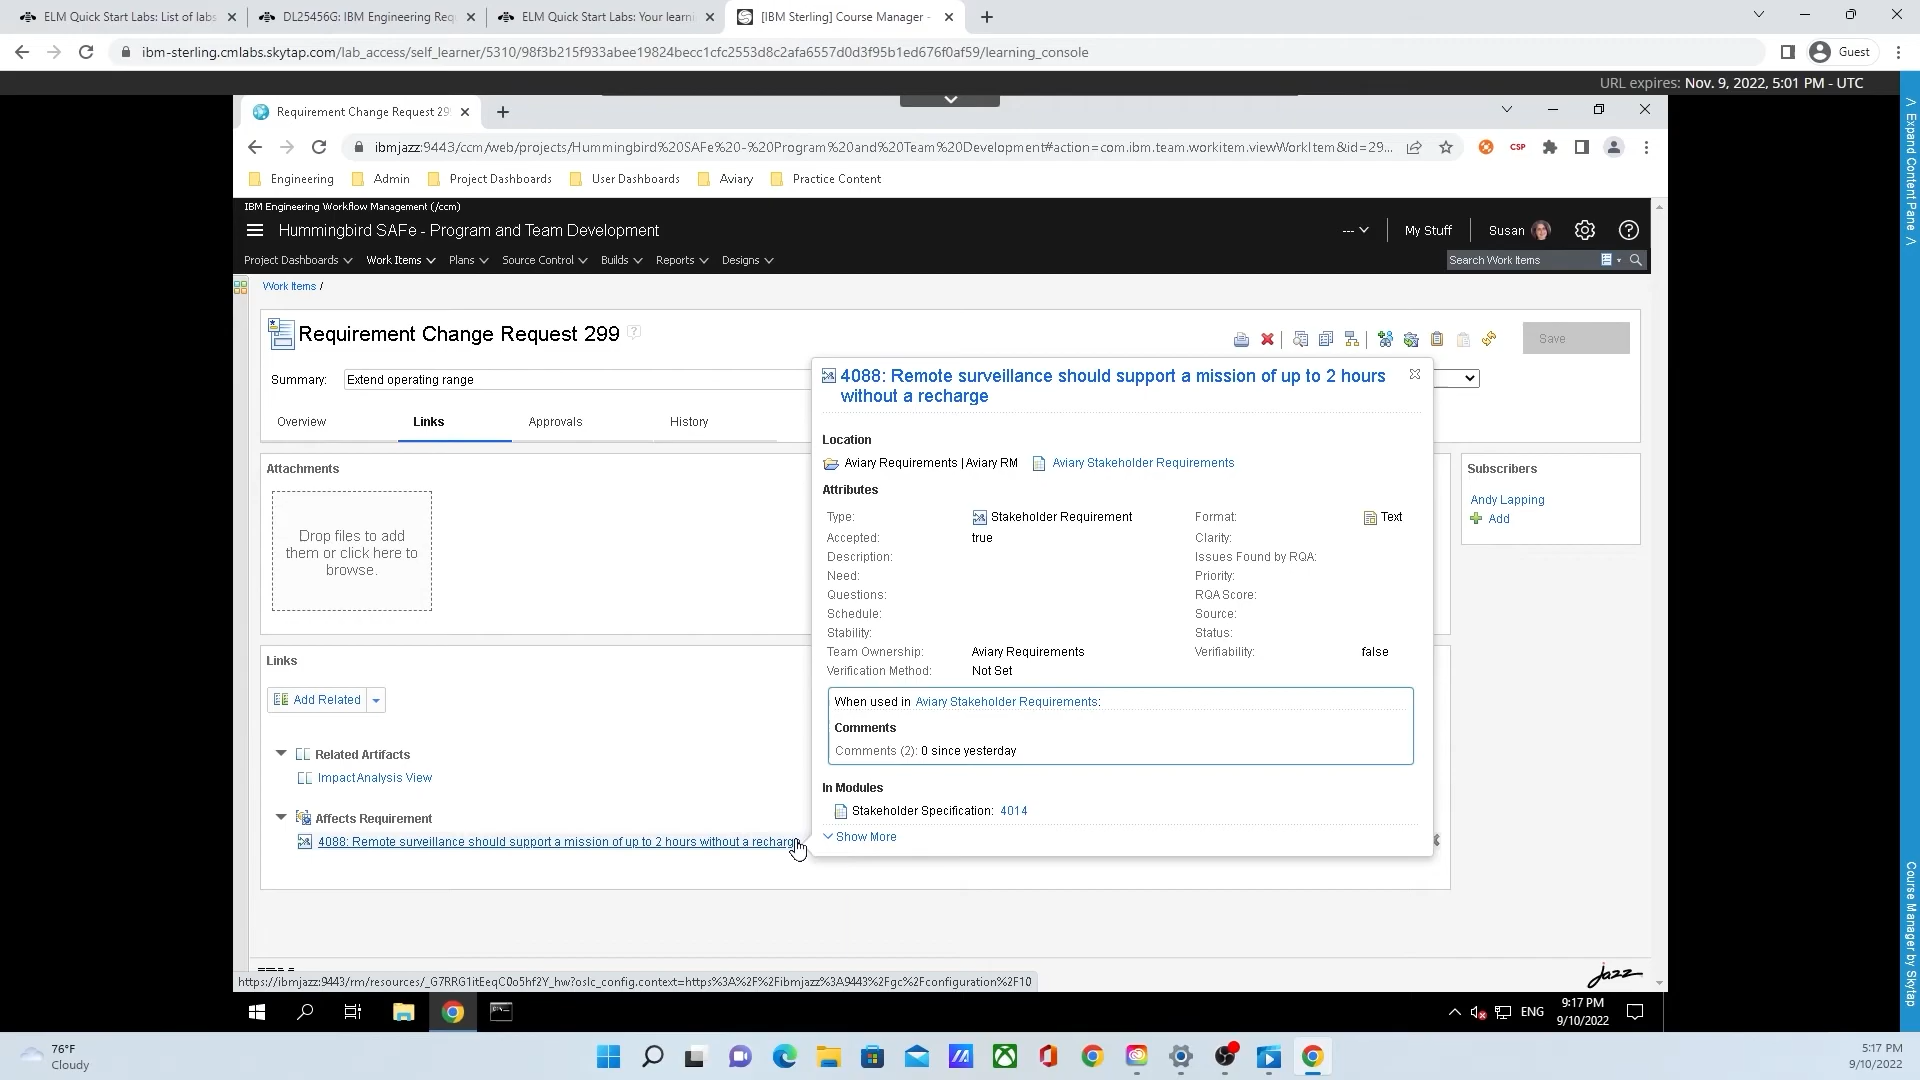 ELM Quick Start Labs: List of labs
DL25456G: IBM Engineering Req
ELM Quick Start Labs: Your learni
[IBM Sterling] Course Manager -
ibm-sterling.cmlabs.skytap.com/lab_access/self_learner/5310/98f3b215f933abee19824becc1cfc2553d8c2afa6557d0d3f95b1ed676f0af59/learning_console
Guest
URL expires: Nov. 9, 2022, 5:01 PM - UTC
< Expand Content Pane <
Requirement Change Request 29
ibmjazz:9443/ccm/web/projects/Hummingbird%20SAFe%20-%20Program%20and%20Team%20Development#action=com.ibm.team.workitem.viewWorkItem&id=29...
CSP
Engineering
Admin
Project Dashboards
User Dashboards
Aviary
Practice Content
IBM Engineering Workflow Management (/ccm)
Hummingbird SAFe - Program and Team Development
---
My Stuff
Susan
Project Dashboards
Work Items
Plans
Source Control
Builds
Reports
Designs
Search Work Items
Work Items /
Requirement Change Request 299
Save
Summary:
Extend operating range
Overview
Links
Approvals
History
Attachments
Drop files to add
them or click here to
browse.
Subscribers
Andy Lapping
Add
4088: Remote surveillance should support a mission of up to 2 hours
without a recharge
Location
Aviary Requirements | Aviary RM
Aviary Stakeholder Requirements
Attributes
Type: Stakeholder Requirement
Format: Text
Accepted: true
Clarity:
Description:
Issues Found by RQA:
Need:
Priority:
Questions:
RQA Score:
Schedule:
Source:
Stability:
Status:
Team Ownership: Aviary Requirements
Verifiability: false
Verification Method: Not Set
When used in Aviary Stakeholder Requirements:
Comments
Comments (2): 0 since yesterday
In Modules
Stakeholder Specification: 4014
Show More
Links
Add Related
Related Artifacts
Impact Analysis View
Affects Requirement
4088: Remote surveillance should support a mission of up to 2 hours without a recharg
Jazz
https://ibmjazz:9443/rm/resources/_G7RRG1itEeqC0o5hf2Y_hw?oslc_config.context=https%3A%2F%2Fibmjazz%3A9443%2Fgc%2Fconfiguration%2F10
Course Manager by Skytap
ENG
9:17 PM
9/10/2022
76°F
Cloudy
5:17 PM
9/10/2022